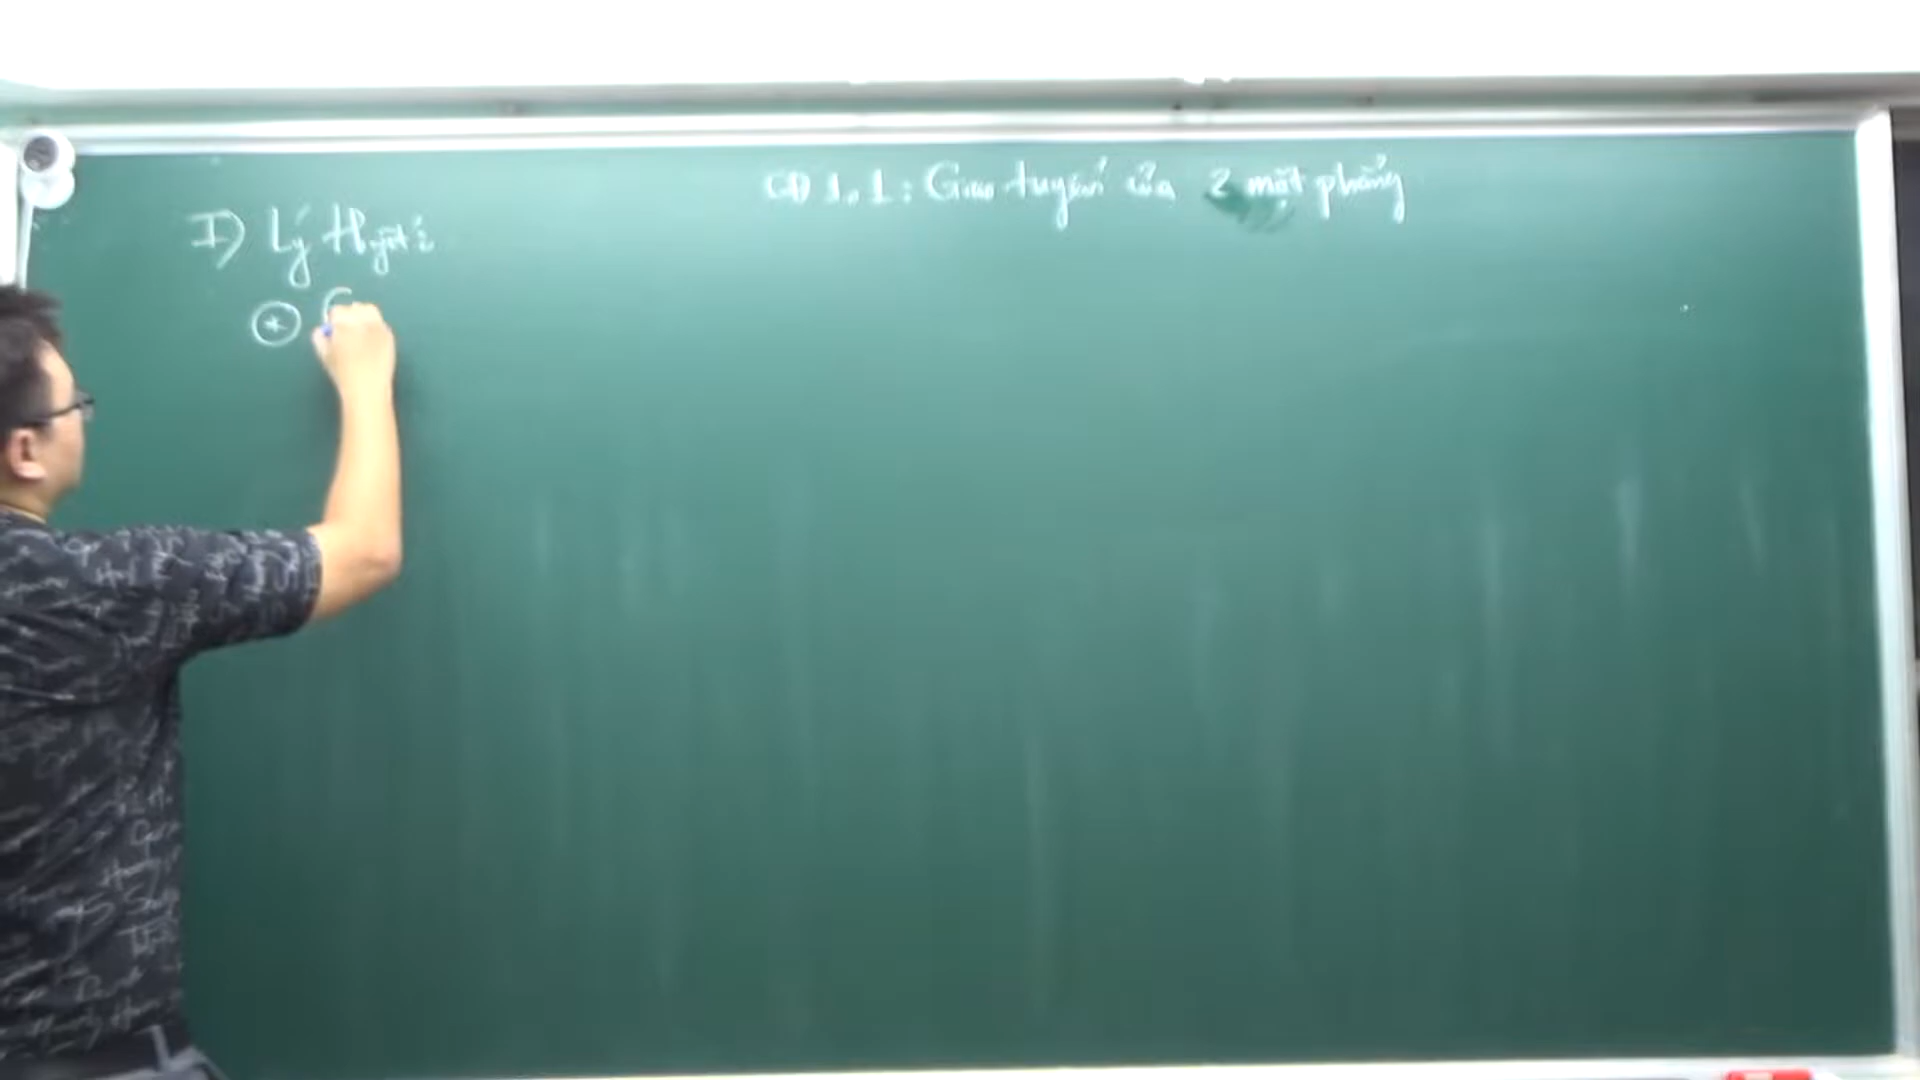 CĐ 1.1: Giao tuyến của 2 mặt phẳng
I) Lý thuyết: